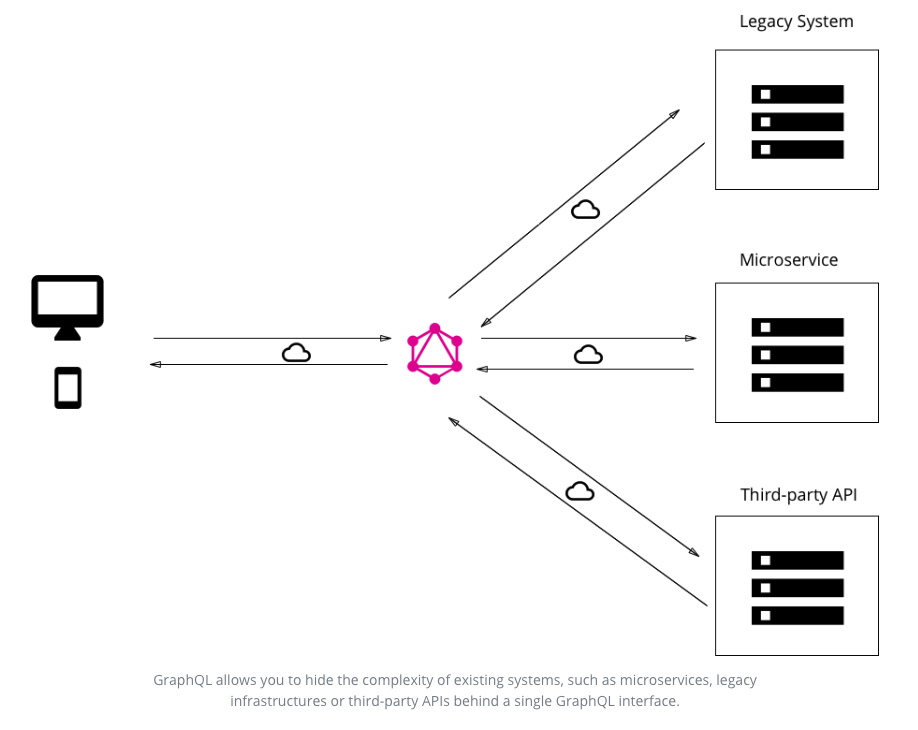 Legacy System
Microservice
Third-party API
GraphQL allows you to hide the complexity of existing systems, such as microservices, legacy
infrastructures or third-party APIs behind a single GraphQL interface.